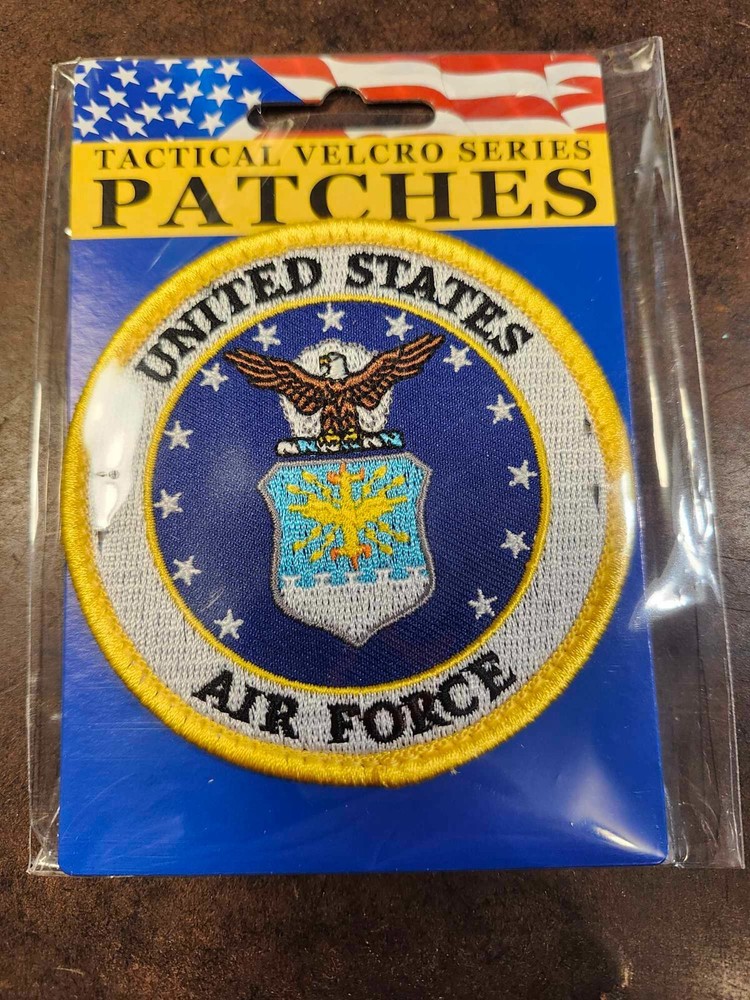 TACTICAL VELCRO SERIES
PATCHES
UNITED STATES
AIR FORCE